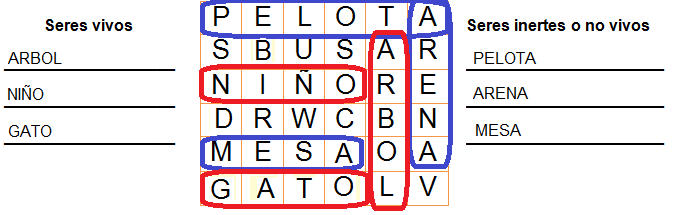 Seres vivos
ARBOL
NIÑO
GATO
P E L O T A
S B U S A R
N I Ñ O R E
D R W C B N
M E S A O A
G A T O L V
Seres inertes o no vivos
PELOTA
ARENA
MESA